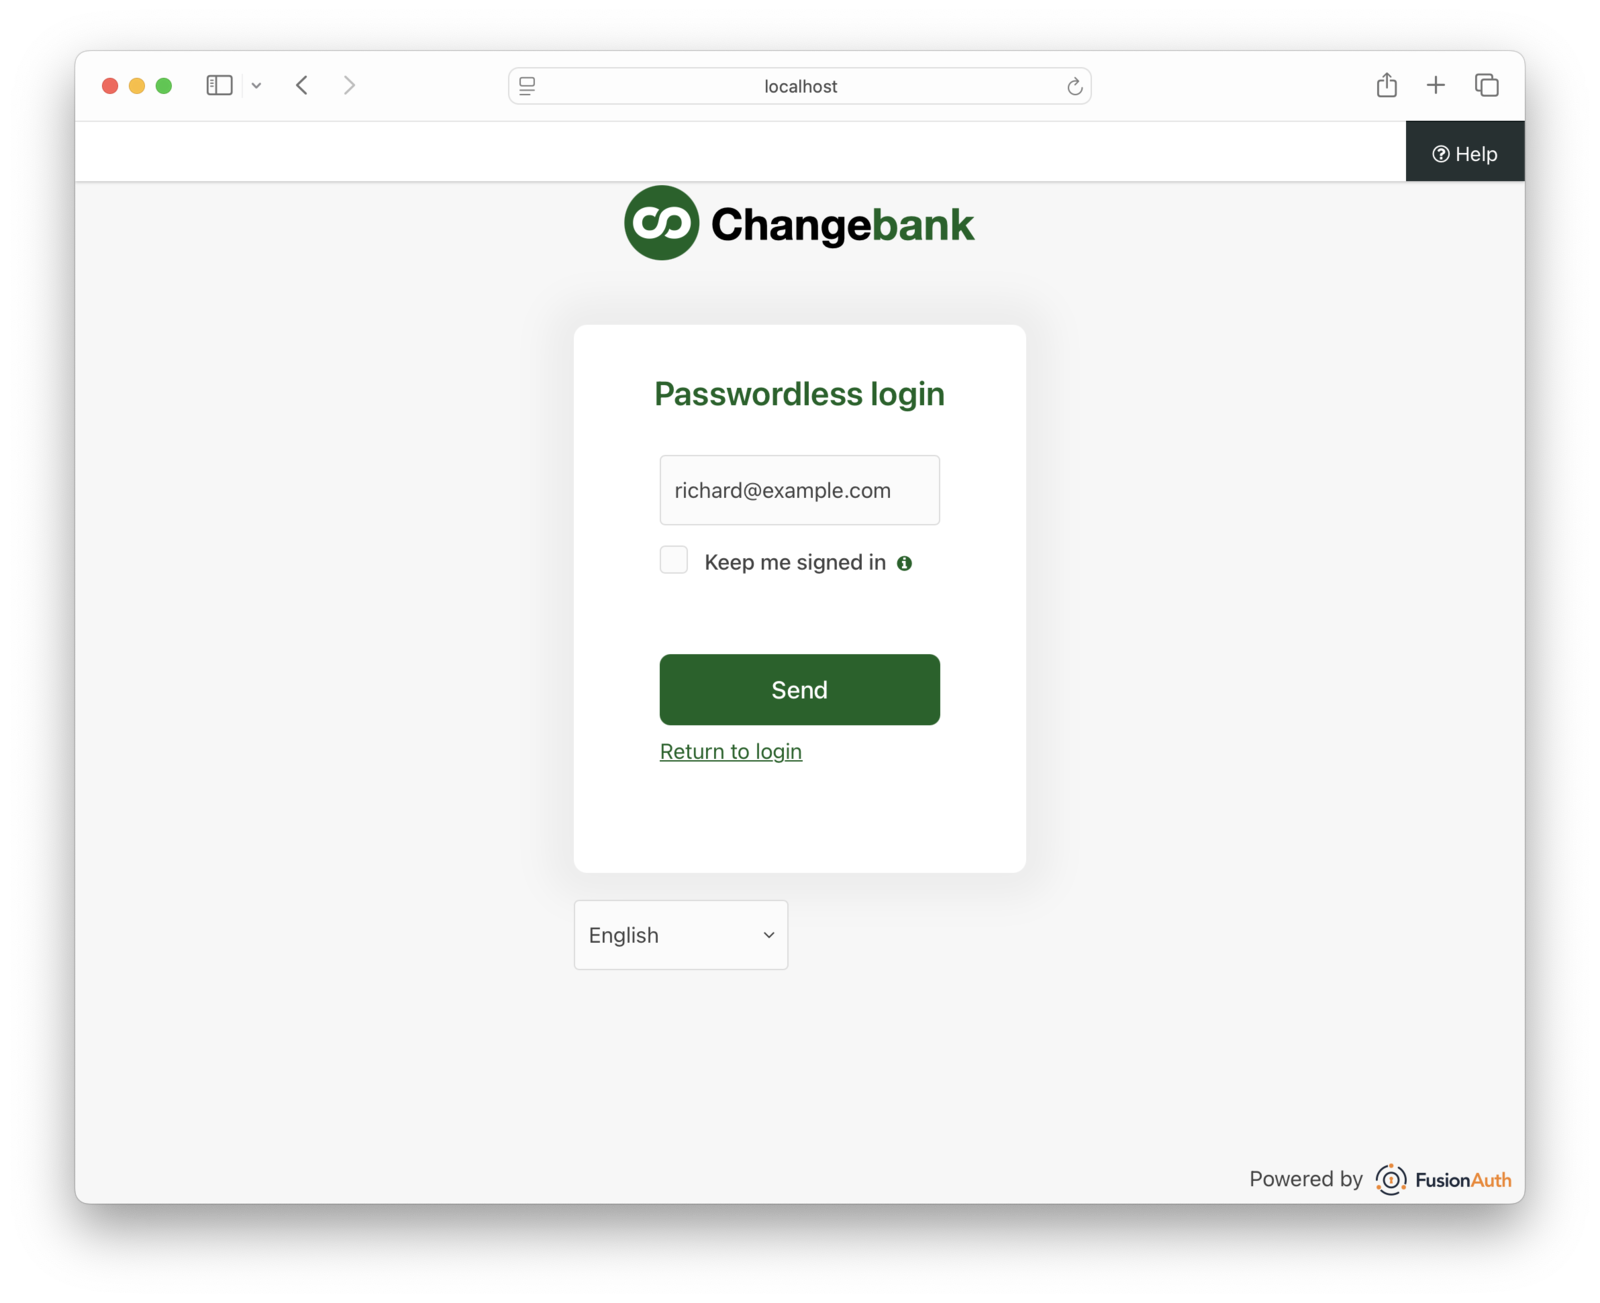 localhost
Help
Changebank
Passwordless login
richard@example.com
Keep me signed in
Send
Return to login
English
Powered by FusionAuth